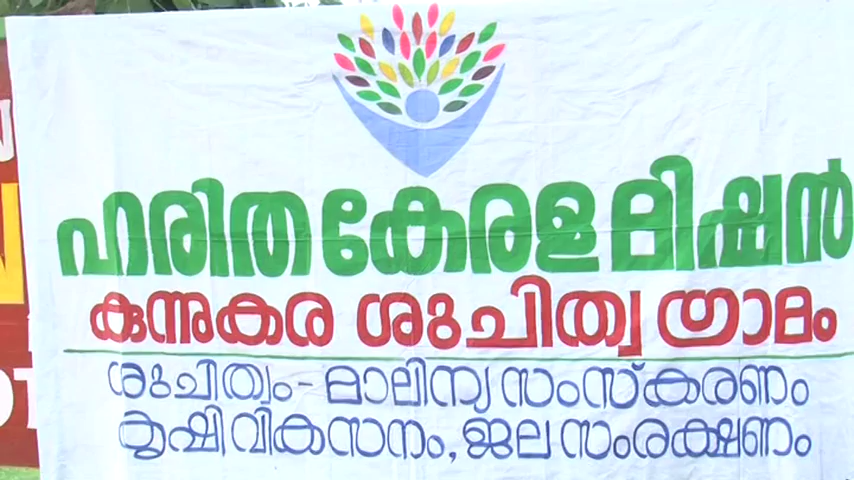 ഹരിത കേരള മിഷൻ
കുന്നുകര ശുചിത്വ ഗ്രാമം
ശുചിത്വം - മാലിന്യ സംസ്കരണം
കൃഷി വികസനം, ജല സംരക്ഷണം